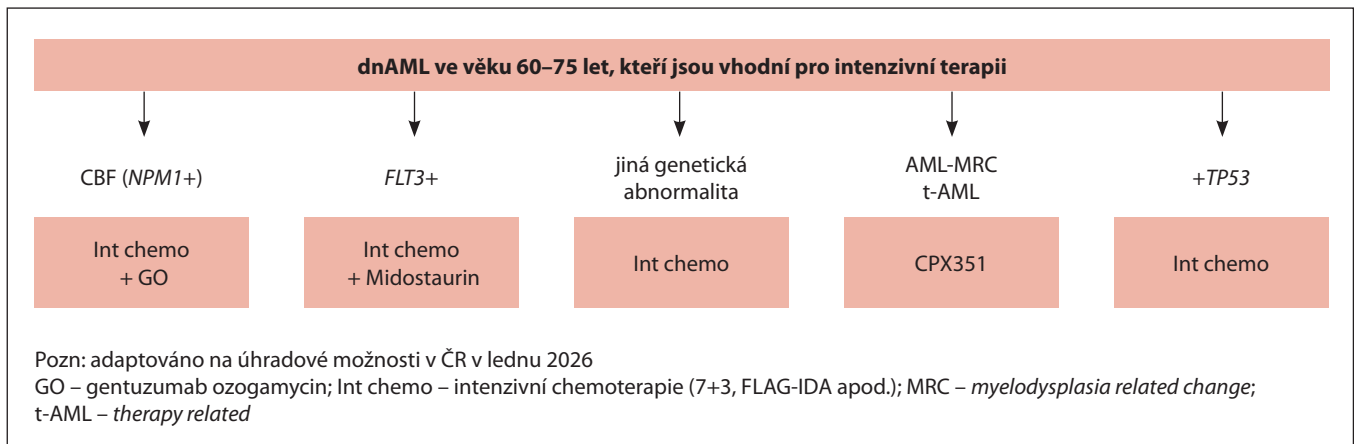 dnAML ve věku 60–75 let, kteří jsou vhodní pro intenzivní terapii
CBF (NPM1+)
FLT3+
jiná genetická
abnormalita
AML-MRC
t-AML
+TP53
Int chemo
+ GO
Int chemo
+ Midostaurin
Int chemo
CPX351
Int chemo
Pozn: adaptováno na úhradové možnosti v ČR v lednu 2026
GO – gentuzumab ozogamycin; Int chemo – intenzivní chemoterapie (7+3, FLAG-IDA apod.); MRC – myelodysplasia related change;
t-AML – therapy related